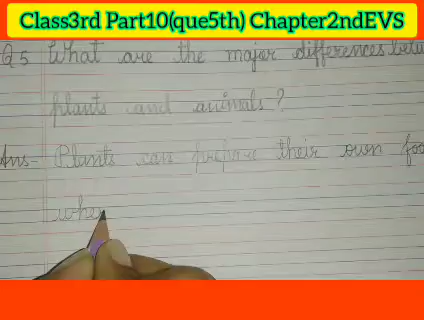 Class3rd Part10(que5th) Chapter2ndEVS
Q5 What are the major differences betw
plants and animals?
Ans- Plants can prepare their own foo
whe